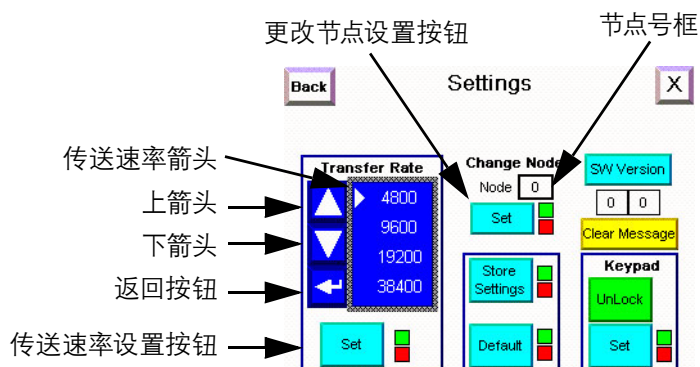 更改节点设置按钮
节点号框
Back
Settings
X
传送速率箭头
上箭头
下箭头
返回按钮
传送速率设置按钮
Transfer Rate
4800
9600
19200
38400
Set
Change Node
Node 0
Set
Store
Settings
Default
SW Version
0 0
Clear Message
Keypad
UnLock
Set